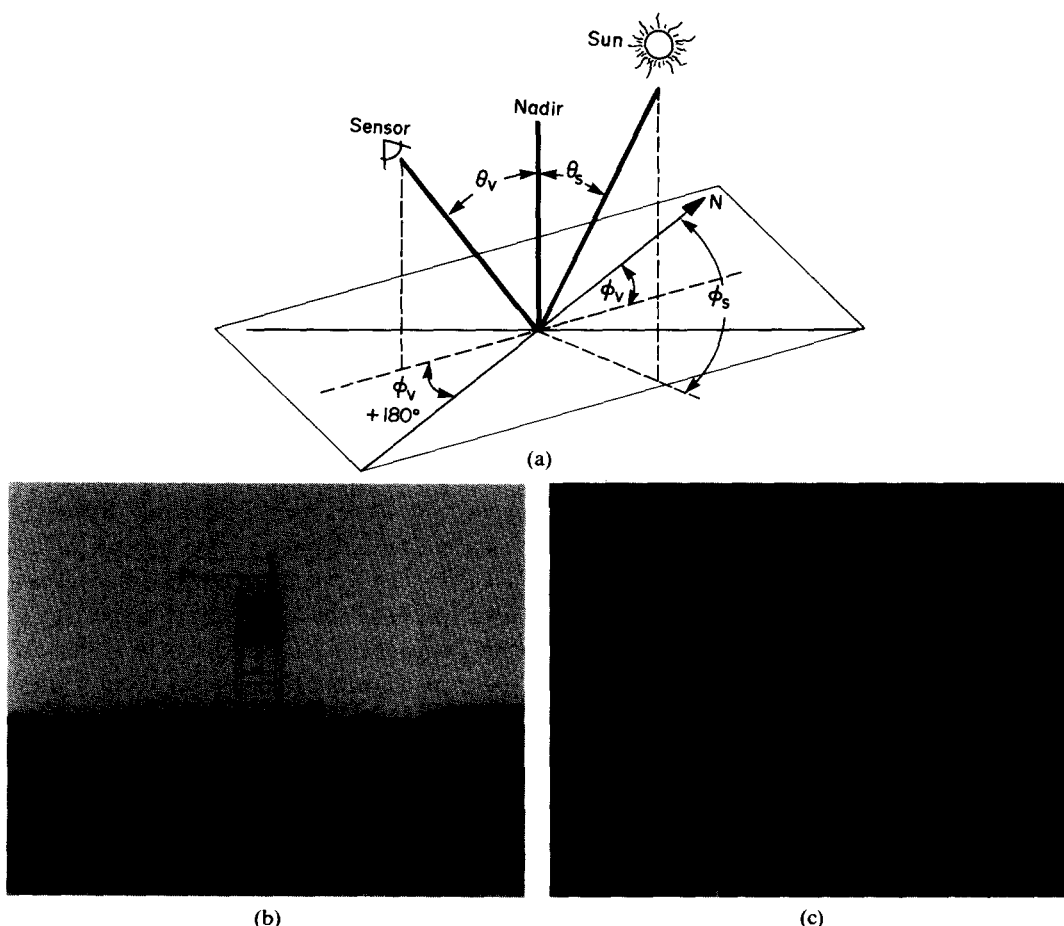 Sun
Nadir
Sensor
θv
θs
N
ϕv
ϕs
ϕv
+180°
(a)
(b)
(c)